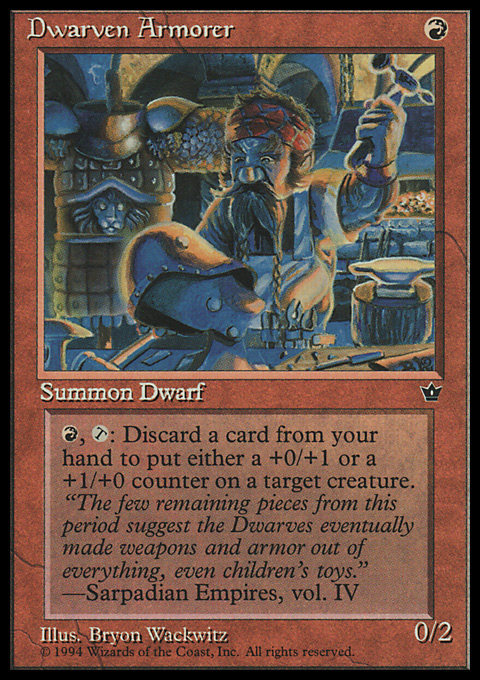 Dwarven Armorer
Summon Dwarf
, T: Discard a card from your
hand to put either a +0/+1 or a
+1/+0 counter on a target creature.
“The few remaining pieces from this
period suggest the Dwarves eventually
made weapons and armor out of
everything, even children’s toys.”
—Sarpadian Empires, vol. IV
Illus. Bryon Wackwitz
0/2
© 1994 Wizards of the Coast, Inc. All rights reserved.